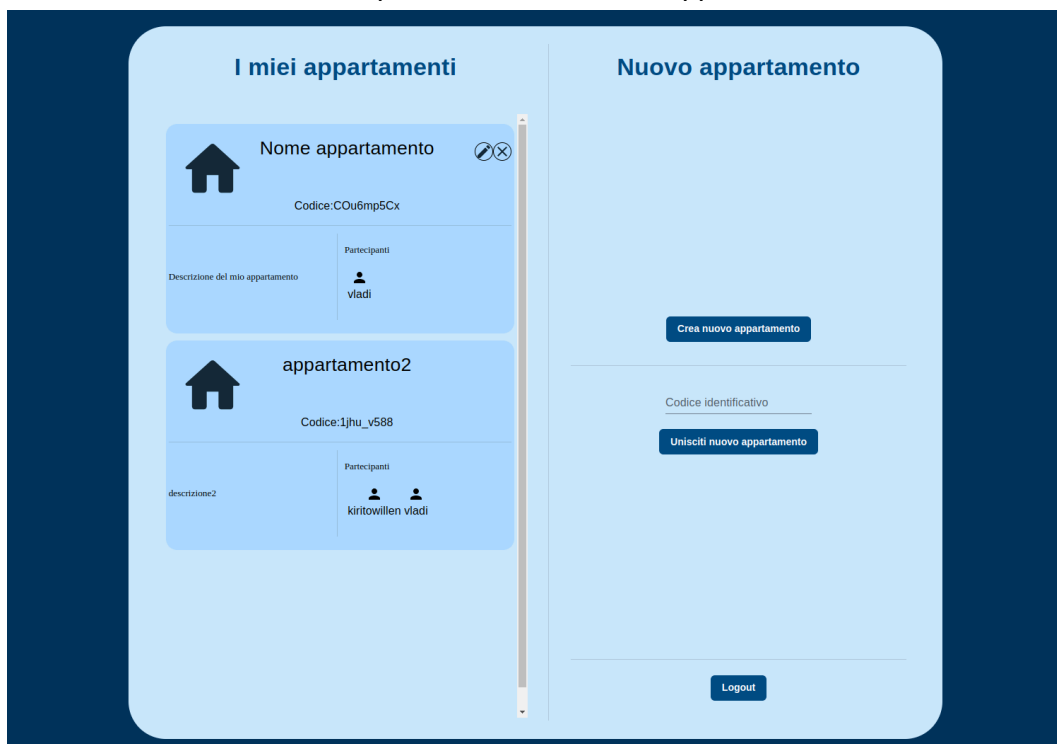 I miei appartamenti
Nome appartamento
Codice:COu6mp5Cx
Descrizione del mio appartamento
Partecipanti
vladi
appartamento2
Codice:1jhu_v588
descrizione2
Partecipanti
kiritowillen vladi
Nuovo appartamento
Crea nuovo appartamento
Codice identificativo
Unisciti nuovo appartamento
Logout